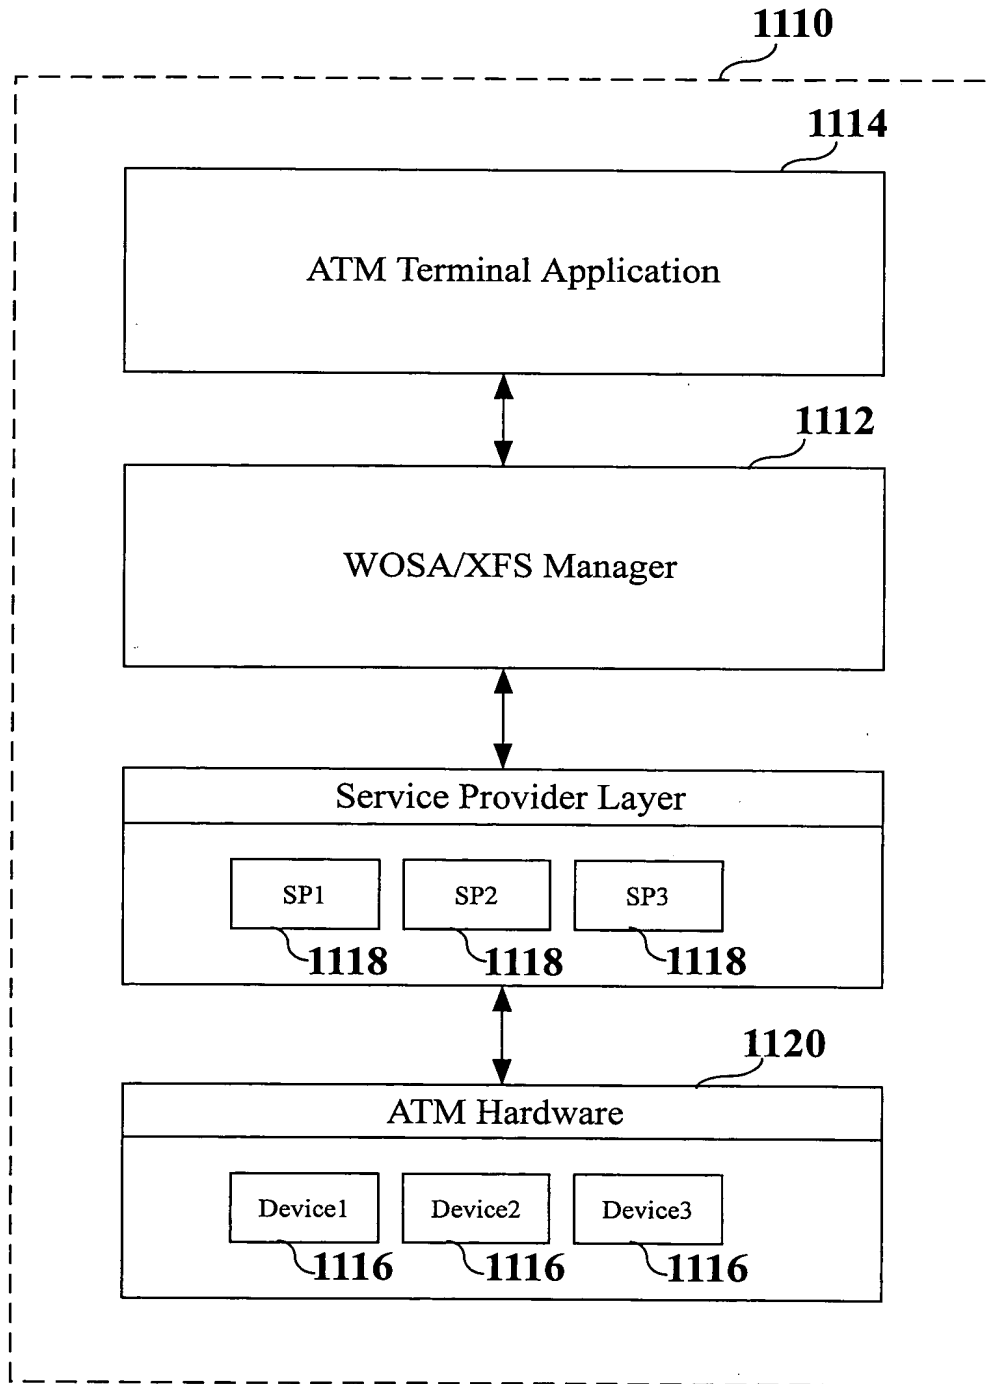 1110
1114
ATM Terminal Application
1112
WOSA/XFS Manager
Service Provider Layer
SP1 SP2 SP3
1118 1118 1118
1120
ATM Hardware
Device1 Device2 Device3
1116 1116 1116